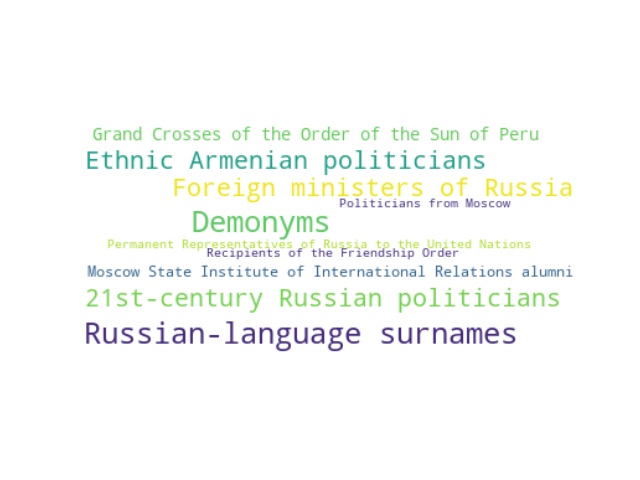 Grand Crosses of the Order of the Sun of Peru
Ethnic Armenian politicians
Foreign ministers of Russia
Politicians from Moscow
Demonyms
Permanent Representatives of Russia to the United Nations
Recipients of the Friendship Order
Moscow State Institute of International Relations alumni
21st-century Russian politicians
Russian-language surnames